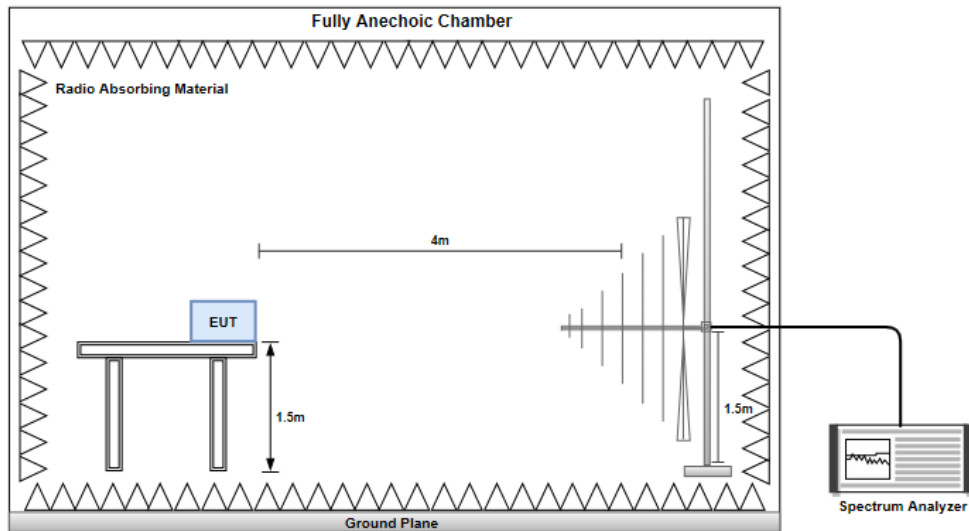 Fully Anechoic Chamber
Radio Absorbing Material
4m
EUT
1.5m
1.5m
Spectrum Analyzer
Ground Plane